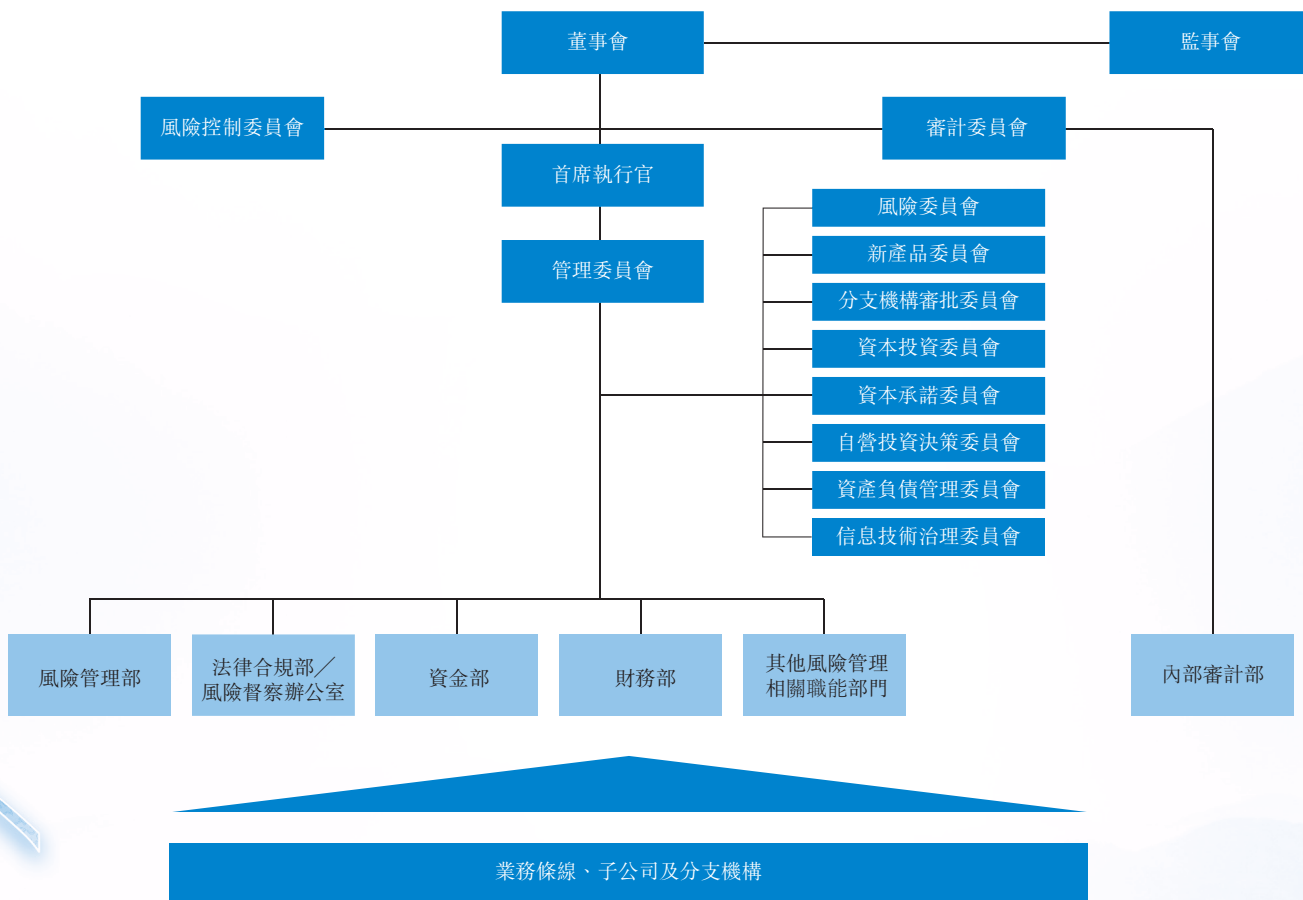 董事會
監事會
風險控制委員會
審計委員會
首席執行官
管理委員會
風險委員會
新產品委員會
分支機構審批委員會
資本投資委員會
資本承諾委員會
自營投資決策委員會
資產負債管理委員會
信息技術治理委員會
風險管理部
法律合規部／
風險督察辦公室
資金部
財務部
其他風險管理
相關職能部門
內部審計部
業務條線、子公司及分支機構